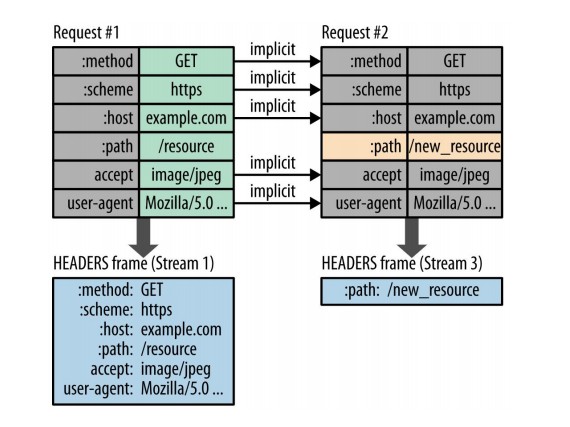 Request #1
:method GET
:scheme https
:host example.com
:path /resource
accept image/jpeg
user-agent Mozilla/5.0 ...
implicit
implicit
implicit
implicit
implicit
Request #2
:method GET
:scheme https
:host example.com
:path /new_resource
accept image/jpeg
user-agent Mozilla/5.0 ...
HEADERS frame (Stream 1)
:method: GET
:scheme: https
:host: example.com
:path: /resource
accept: image/jpeg
user-agent: Mozilla/5.0 ...
HEADERS frame (Stream 3)
:path: /new_resource